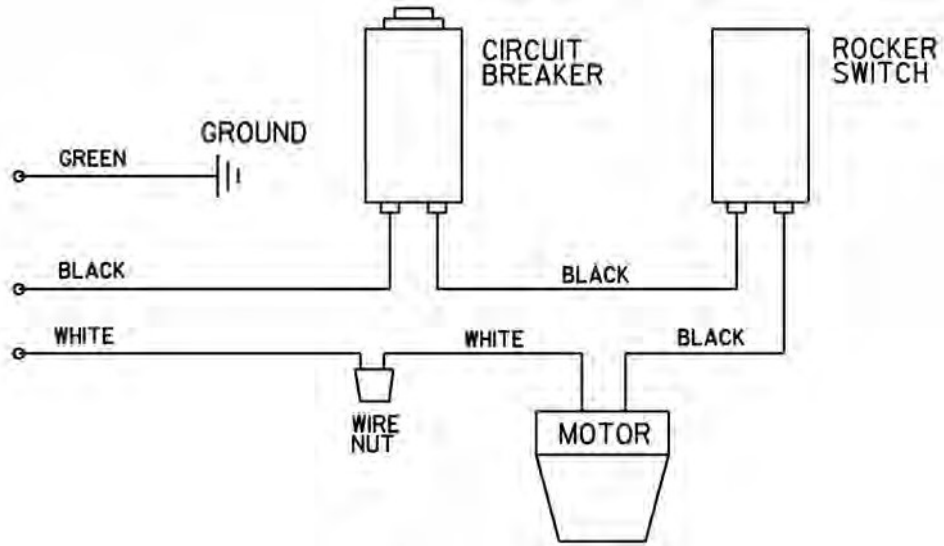 CIRCUIT
BREAKER
ROCKER
SWITCH
GROUND
GREEN
BLACK
BLACK
WHITE
WHITE
BLACK
WIRE
NUT
MOTOR